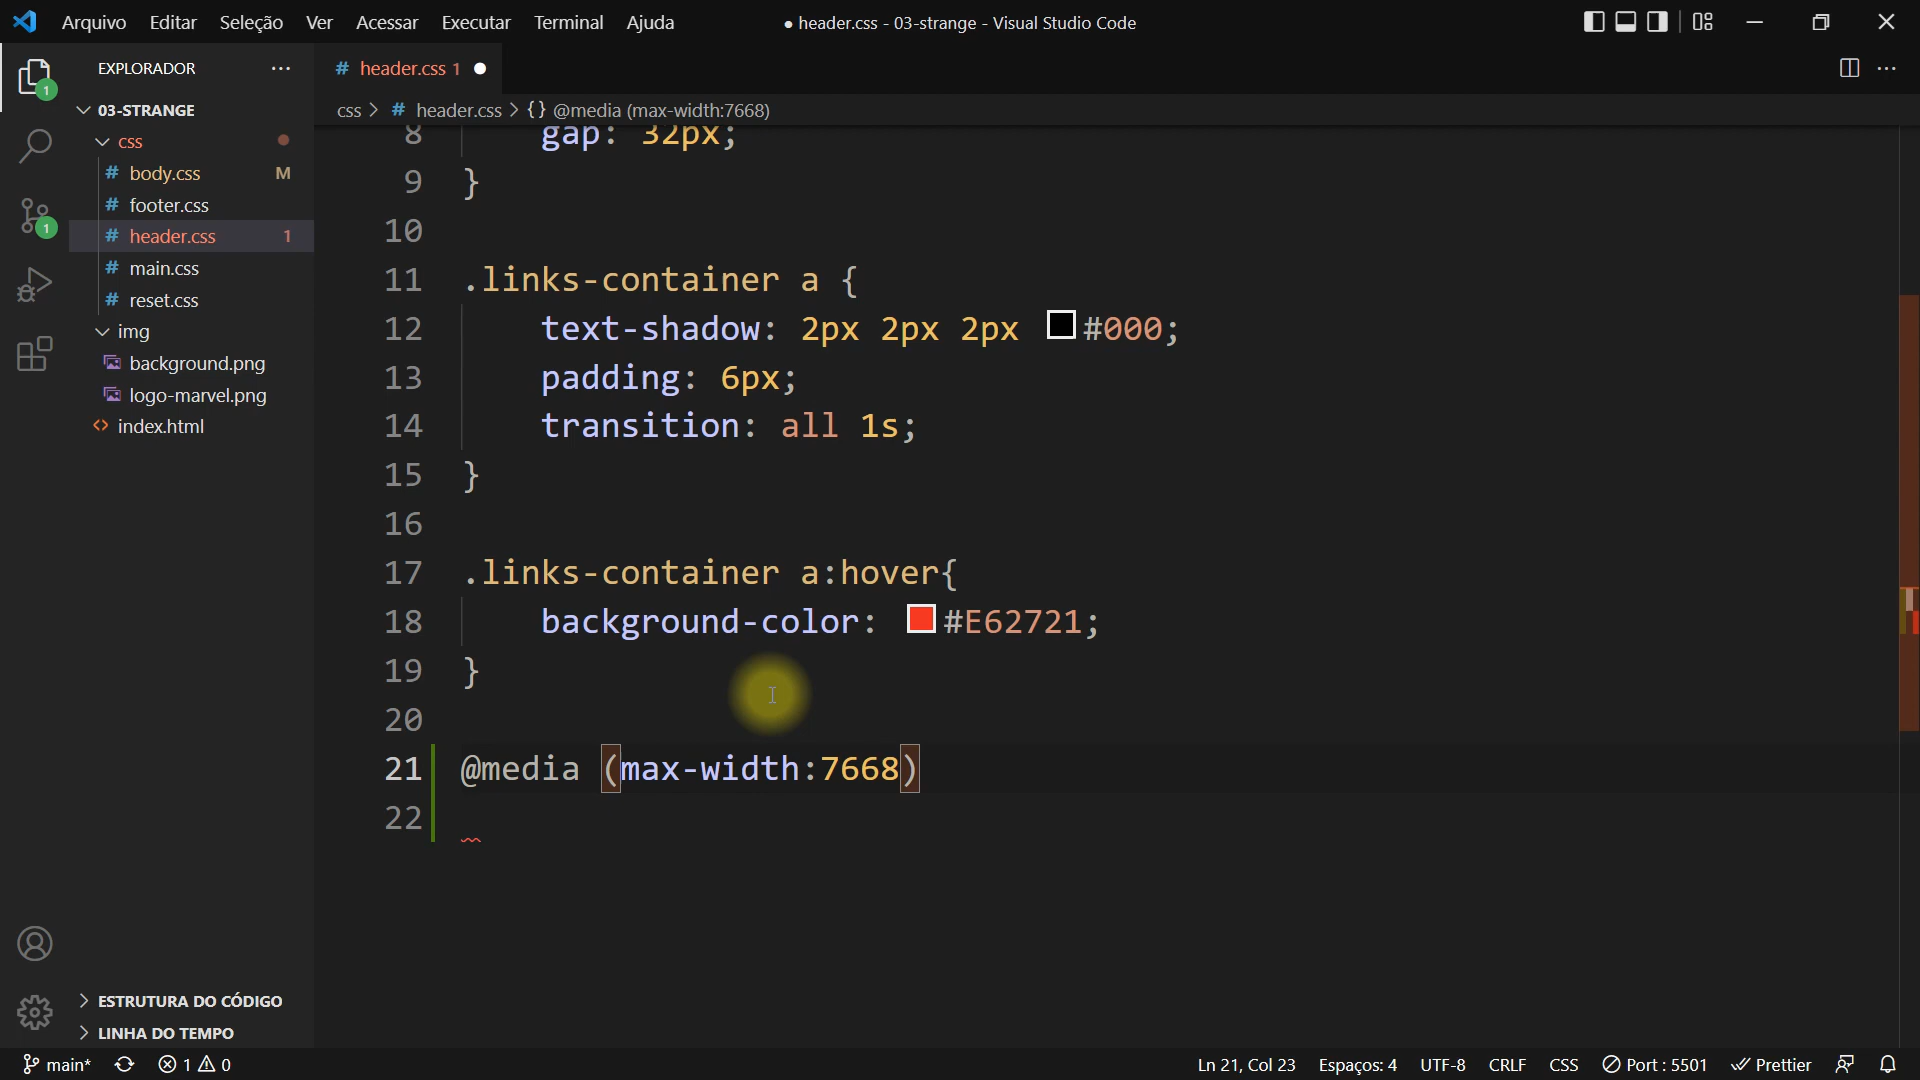 Arquivo Editar Seleção Ver Acessar Executar Terminal Ajuda
● header.css - 03-strange - Visual Studio Code
EXPLORADOR ···
# header.css 1 ●
03-STRANGE
css > # header.css > {} @media (max-width:7668)
css
# body.css M
# footer.css
# header.css 1
# main.css
# reset.css
img
background.png
logo-marvel.png
<> index.html
1
1
8 gap: 32px;
9 }
10
11 .links-container a {
12 text-shadow: 2px 2px 2px #000;
13 padding: 6px;
14 transition: all 1s;
15 }
16
17 .links-container a:hover{
18 background-color: #E62721;
19 }
20
21 @media (max-width:7668)
22
> ESTRUTURA DO CÓDIGO
> LINHA DO TEMPO
main* 1 0 Ln 21, Col 23 Espaços: 4 UTF-8 CRLF CSS Port : 5501 Prettier